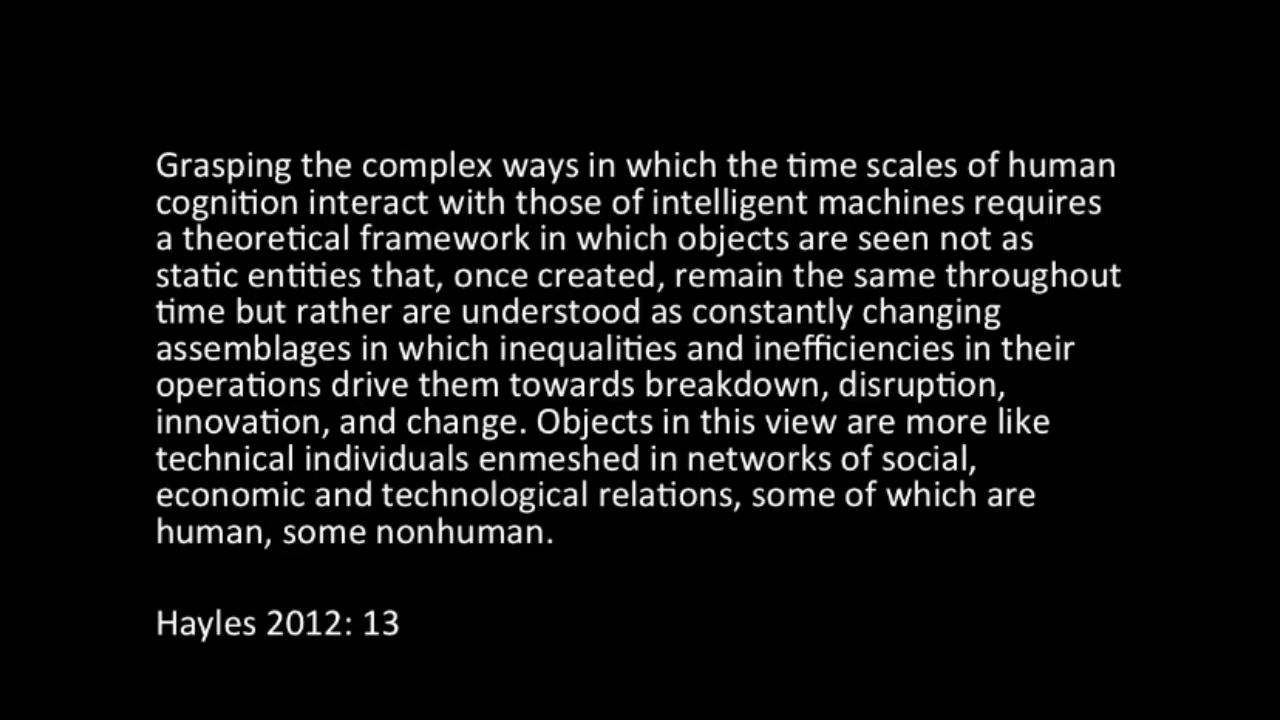 Grasping the complex ways in which the time scales of human
cognition interact with those of intelligent machines requires
a theoretical framework in which objects are seen not as
static entities that, once created, remain the same throughout
time but rather are understood as constantly changing
assemblages in which inequalities and inefficiencies in their
operations drive them towards breakdown, disruption,
innovation, and change. Objects in this view are more like
technical individuals enmeshed in networks of social,
economic and technological relations, some of which are
human, some nonhuman.
Hayles 2012: 13